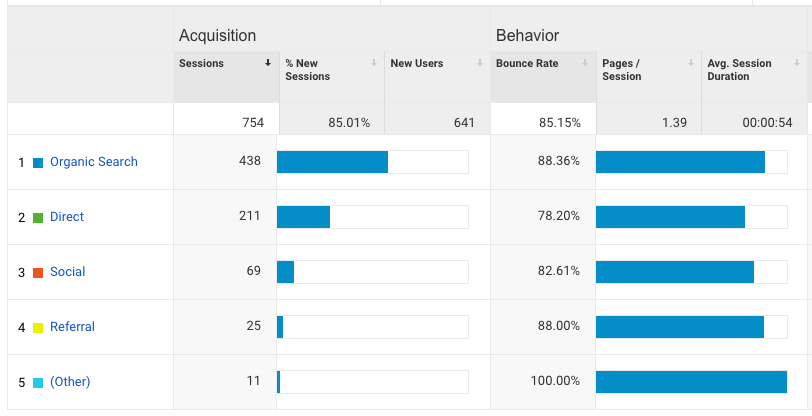 Acquisition Behavior
Sessions % New Sessions New Users Bounce Rate Pages / Session Avg. Session Duration
754 85.01% 641 85.15% 1.39 00:00:54
1 Organic Search 438 88.36%
2 Direct 211 78.20%
3 Social 69 82.61%
4 Referral 25 88.00%
5 (Other) 11 100.00%